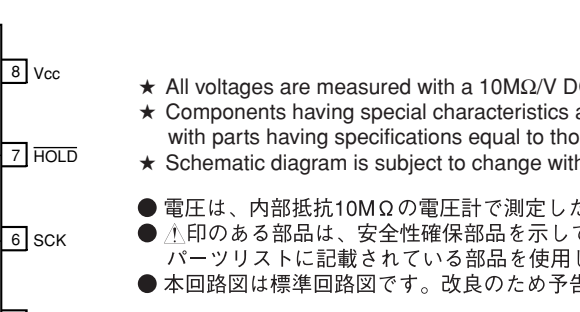 8 Vcc
7 HOLD
6 SCK
★ All voltages are measured with a 10MΩ/V
★ Components having special characteristics
with parts having specifications equal to
★ Schematic diagram is subject to change
● 電圧は、内部抵抗10MΩの電圧計で測定した
● ⚠印のある部品は、安全性確保部品を示して
パーツリストに記載されている部品を使用し
● 本回路図は標準回路図です。改良のため予告